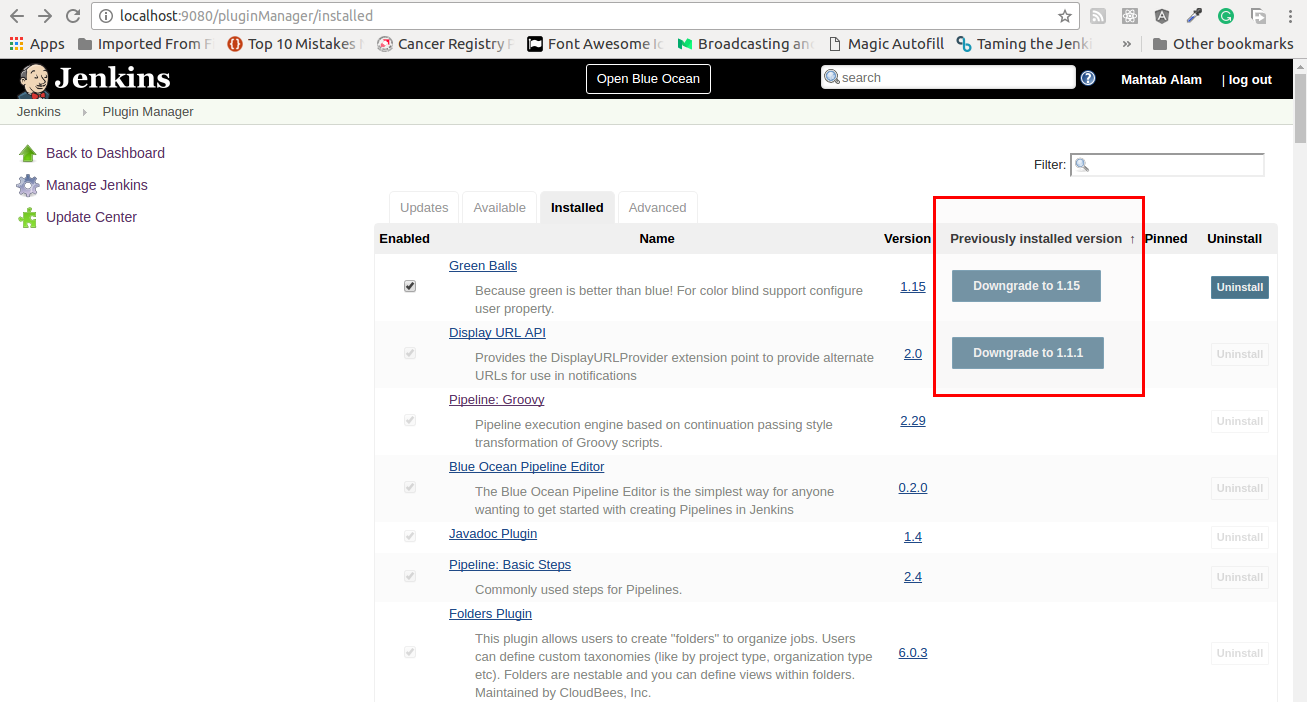 localhost:9080/pluginManager/installed
Apps Imported From F Top 10 Mistakes Cancer Registry Font Awesome Ic Broadcasting and Magic Autofill Taming the Jenki » Other bookmarks
Jenkins Open Blue Ocean search Mahtab Alam | log out
Jenkins Plugin Manager
Back to Dashboard
Manage Jenkins
Update Center
Filter:
Updates Available Installed Advanced
Enabled Name Version Previously installed version ↑ Pinned Uninstall
Green Balls
Because green is better than blue! For color blind support configure
user property.
1.15 Downgrade to 1.15 Uninstall
Display URL API
Provides the DisplayURLProvider extension point to provide alternate
URLs for use in notifications
2.0 Downgrade to 1.1.1 Uninstall
Pipeline: Groovy
Pipeline execution engine based on continuation passing style
transformation of Groovy scripts.
2.29 Uninstall
Blue Ocean Pipeline Editor
The Blue Ocean Pipeline Editor is the simplest way for anyone
wanting to get started with creating Pipelines in Jenkins
0.2.0 Uninstall
Javadoc Plugin
1.4 Uninstall
Pipeline: Basic Steps
Commonly used steps for Pipelines.
2.4 Uninstall
Folders Plugin
This plugin allows users to create "folders" to organize jobs. Users
can define custom taxonomies (like by project type, organization type
etc). Folders are nestable and you can define views within folders.
Maintained by CloudBees, Inc.
6.0.3 Uninstall